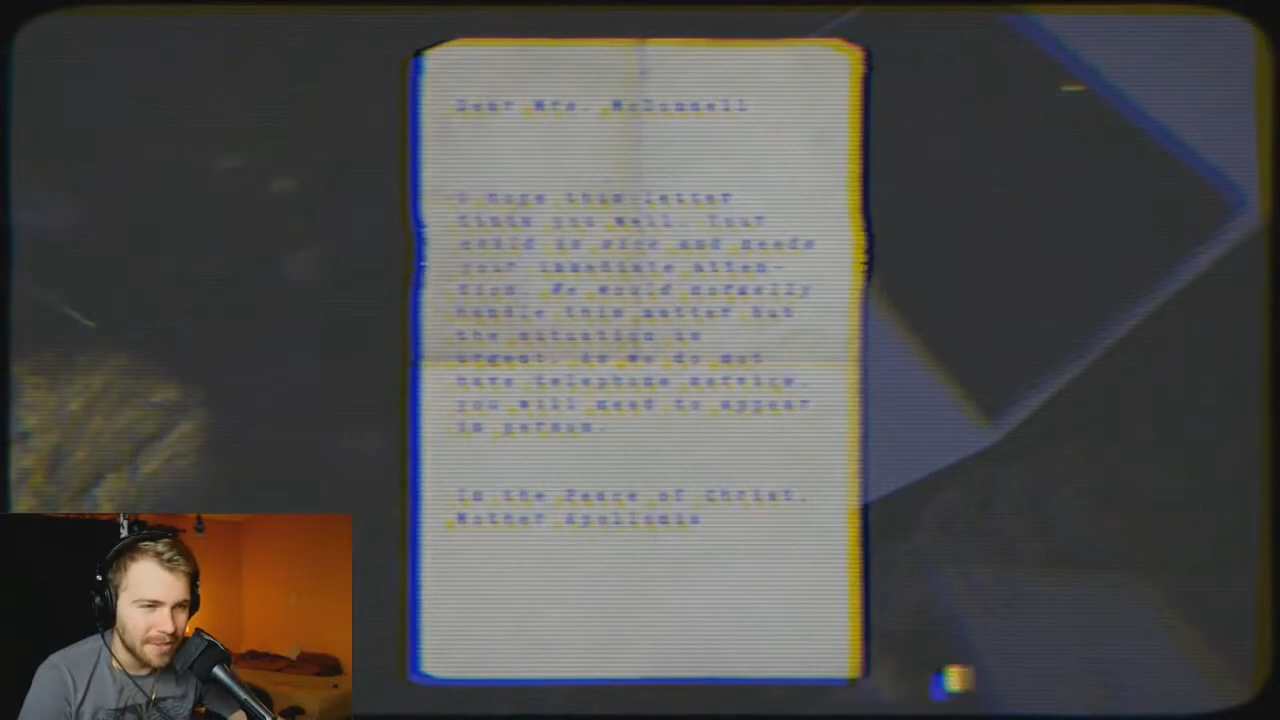 Dear Mrs. McDonnell
I hope this letter
finds you well. Your
child is sick and needs
your immediate atten-
tion. We would normally
handle this matter but
the situation is
urgent. As we do not
have telephone service,
you will need to appear
in person.
In the Peace of Christ,
Mother Apollonia